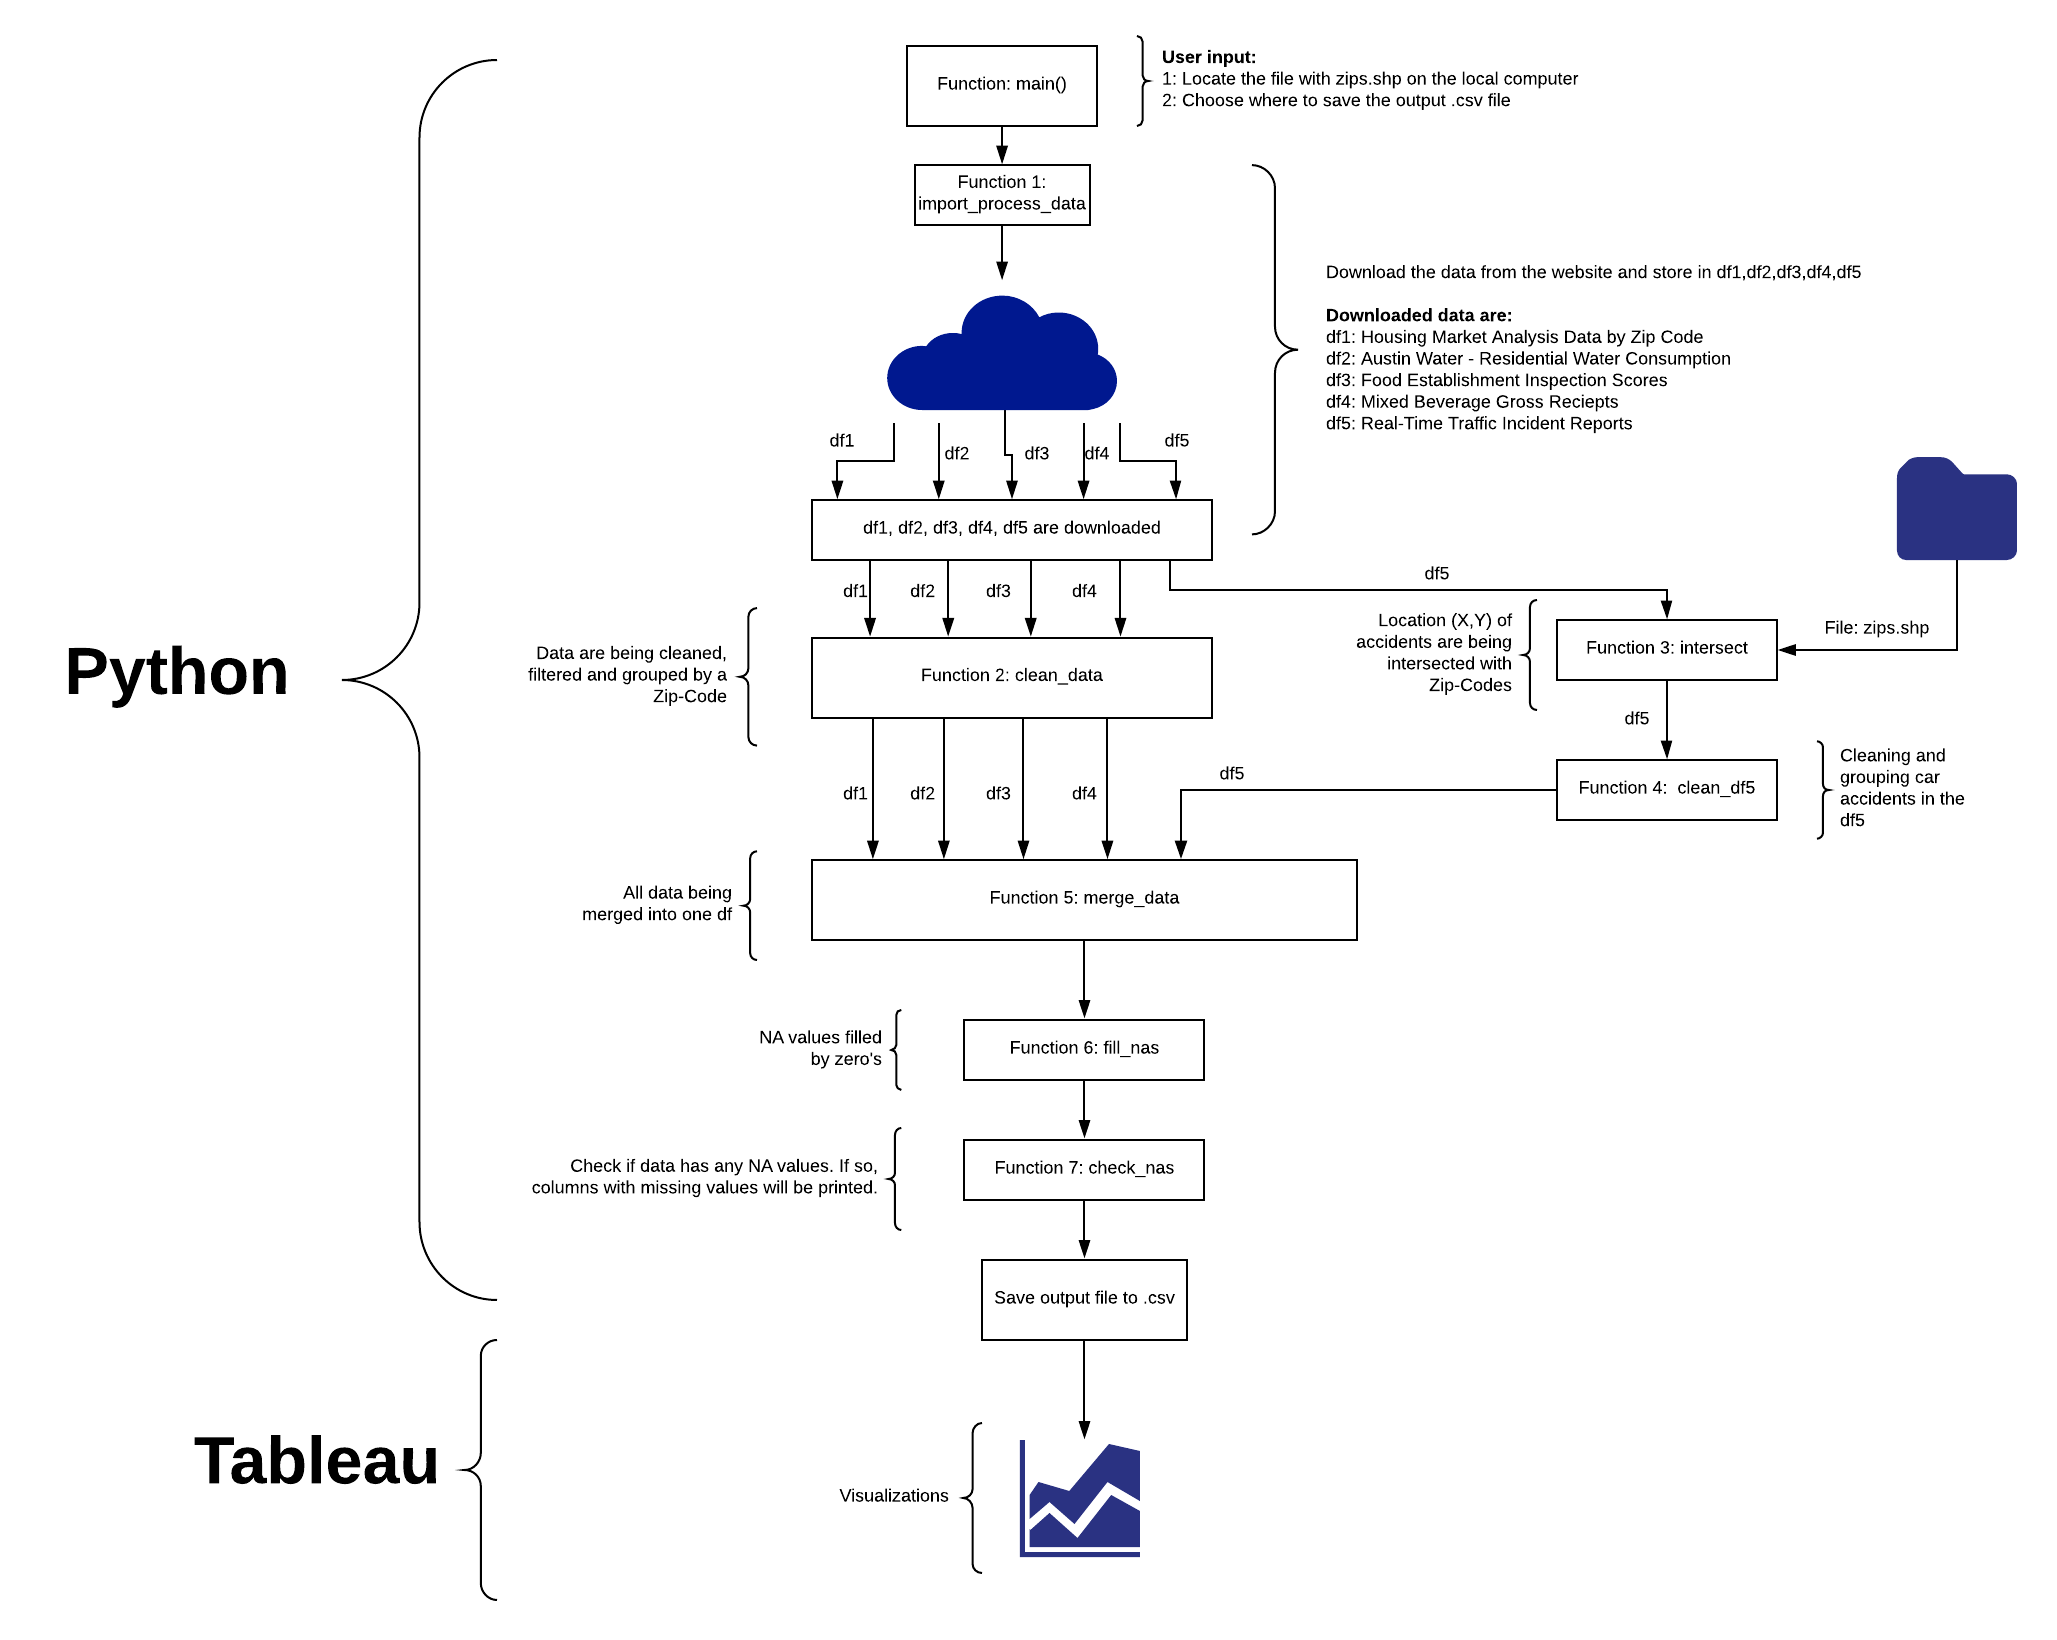 Function: main()
User input:
1: Locate the file with zips.shp on the local computer
2: Choose where to save the output .csv file
Function 1:
import_process_data
Download the data from the website and store in df1,df2,df3,df4,df5
Downloaded data are:
df1: Housing Market Analysis Data by Zip Code
df2: Austin Water - Residential Water Consumption
df3: Food Establishment Inspection Scores
df4: Mixed Beverage Gross Reciepts
df5: Real-Time Traffic Incident Reports
df1
df2
df3
df4
df5
df1, df2, df3, df4, df5 are downloaded
df1
df2
df3
df4
df5
File: zips.shp
Location (X,Y) of
accidents are being
intersected with
Zip-Codes
Function 3: intersect
Python
Data are being cleaned,
filtered and grouped by a
Zip-Code
Function 2: clean_data
df5
df1
df2
df3
df4
df5
Function 4:  clean_df5
Cleaning and
grouping car
accidents in the
df5
All data being
merged into one df
Function 5: merge_data
NA values filled
by zero's
Function 6: fill_nas
Check if data has any NA values. If so,
columns with missing values will be printed.
Function 7: check_nas
Save output file to .csv
Tableau
Visualizations